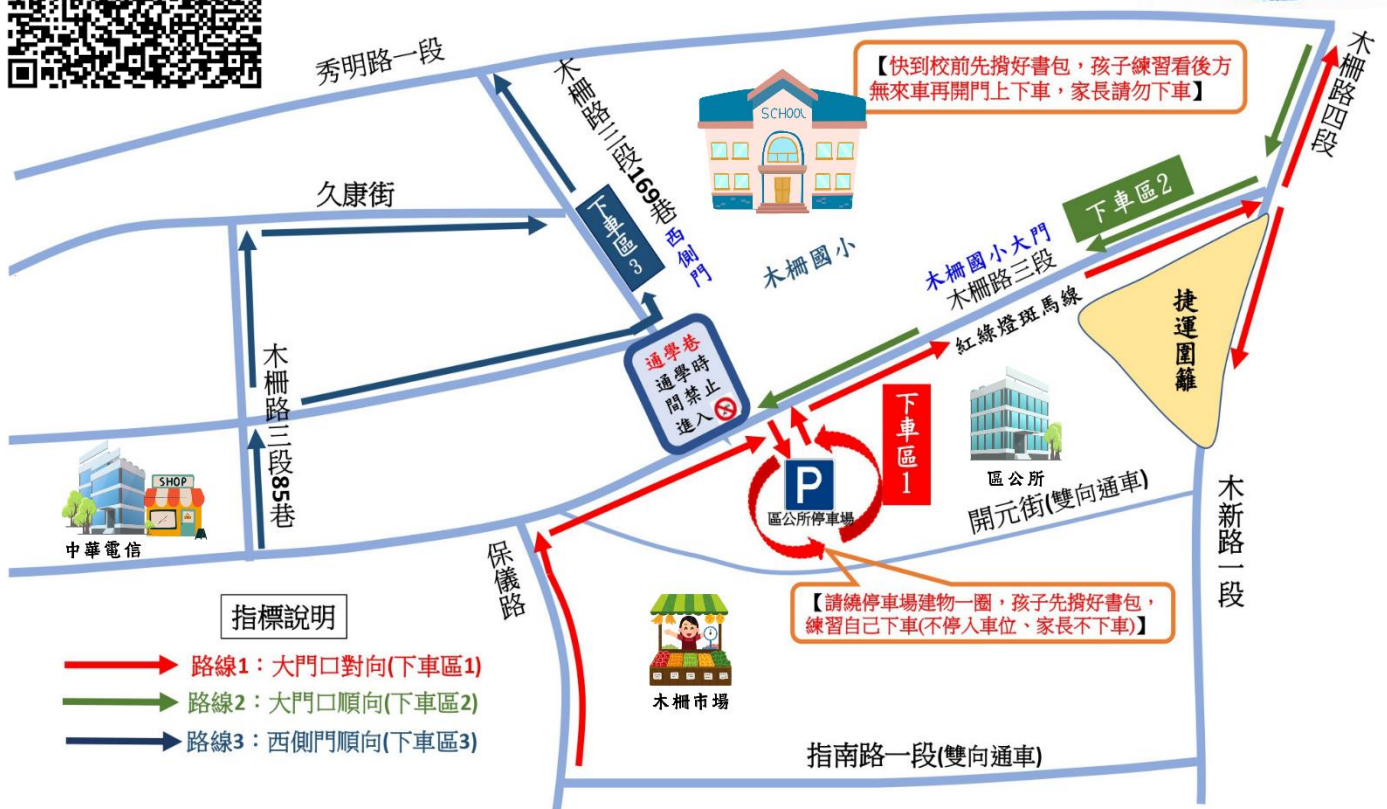 秀明路一段
木柵路三段169巷
【快到校前先揹好書包，孩子練習看後方
無來車再開門上下車，家長請勿下車】
木柵路四段
SCHOOL
久康街
下車區3
西側門
木柵國小
木柵國小大門
木柵路三段
下車區2
紅綠燈斑馬線
捷運圍籬
通學巷
通學時
間禁止
進入
木柵路三段85巷
下車區1
P
區公所停車場
區公所
開元街(雙向通車)
木新路一段
SHOP
中華電信
保儀路
【請繞停車場建物一圈，孩子先揹好書包，
練習自己下車(不停入車位、家長不下車)】
木柵市場
指標說明
路線1：大門口對向(下車區1)
路線2：大門口順向(下車區2)
路線3：西側門順向(下車區3)
指南路一段(雙向通車)